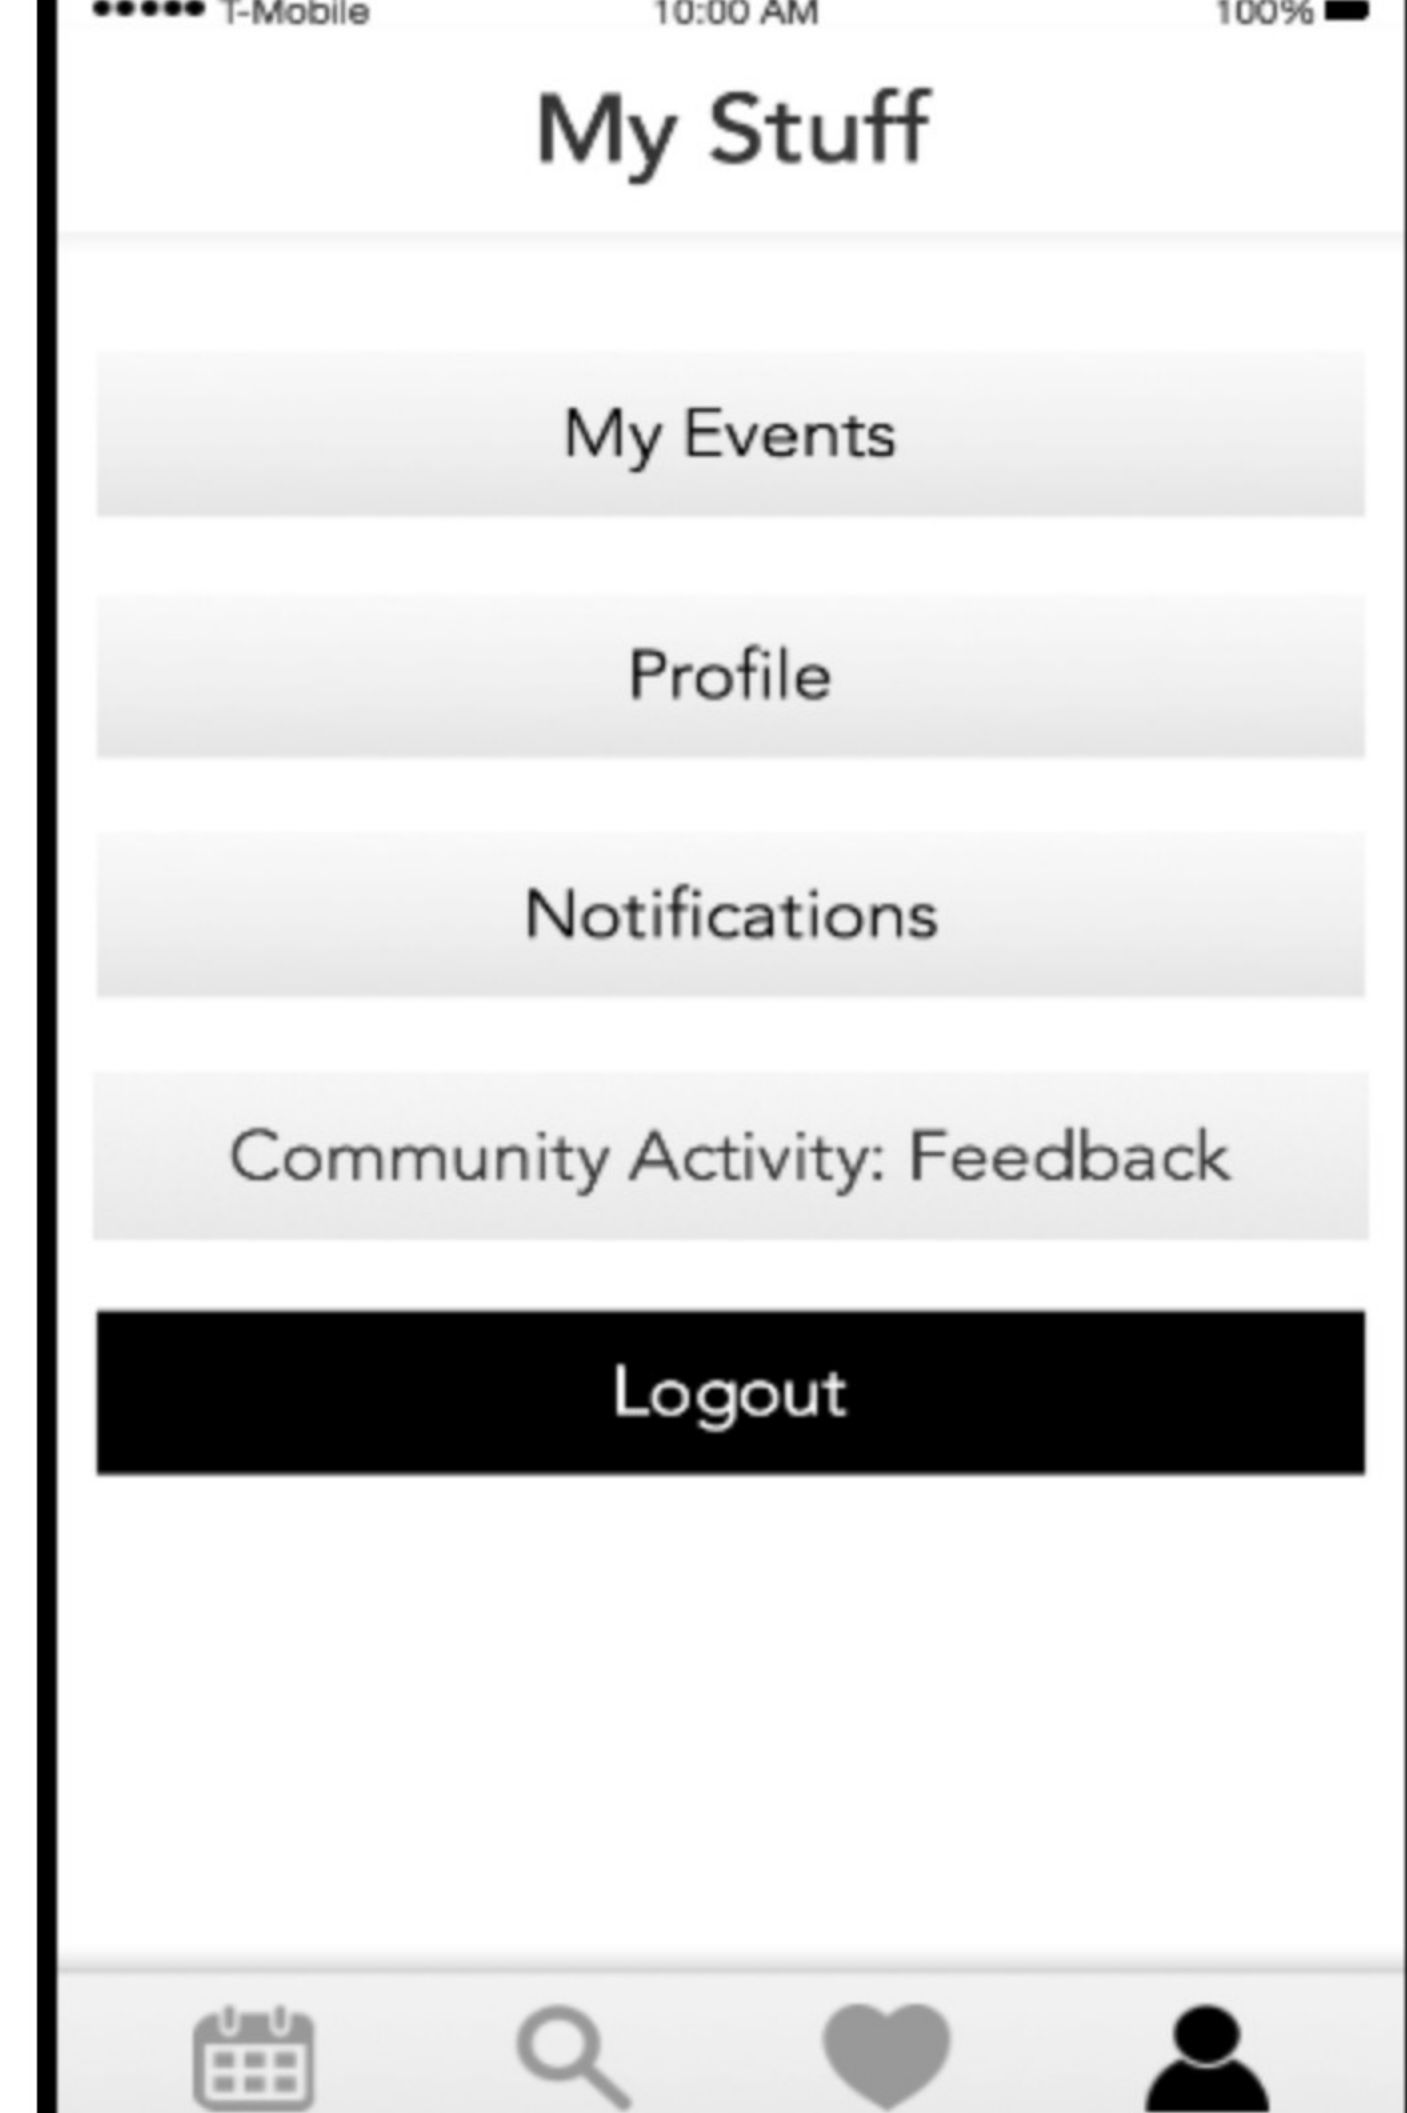 T-Mobile 10:00 AM 100%
My Stuff
My Events
Profile
Notifications
Community Activity: Feedback
Logout